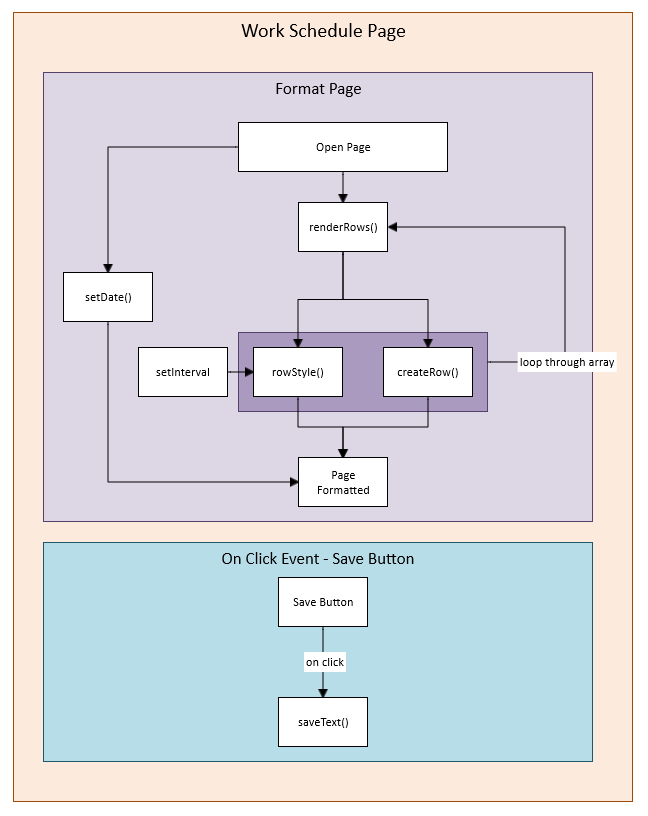 Work Schedule Page
Format Page
Open Page
renderRows()
setDate()
setInterval
rowStyle()
createRow()
loop through array
Page
Formatted
On Click Event - Save Button
Save Button
on click
saveText()